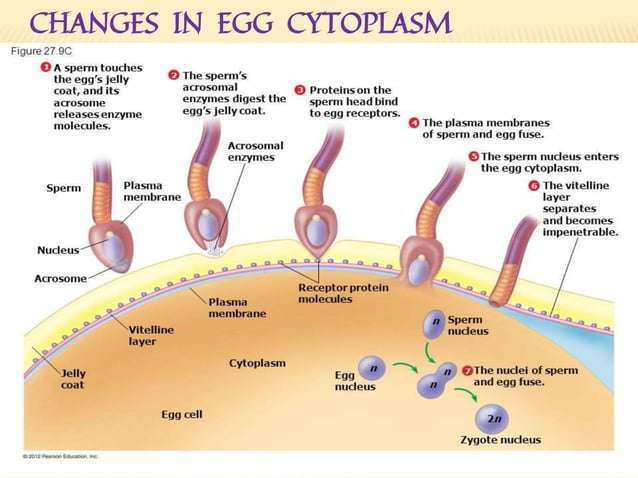 CHANGES IN EGG CYTOPLASM
Figure 27.9C
1 A sperm touches
the egg's jelly
coat, and its
acrosome
releases enzyme
molecules.
2 The sperm's
acrosomal
enzymes digest the
egg's jelly coat.
3 Proteins on the
sperm head bind
to egg receptors.
4 The plasma membranes
of sperm and egg fuse.
5 The sperm nucleus enters
the egg cytoplasm.
6 The vitelline
layer
separates
and becomes
impenetrable.
Acrosomal
enzymes
Sperm
Plasma
membrane
Nucleus
Acrosome
Receptor protein
molecules
Plasma
membrane
Vitelline
layer
n
Sperm
nucleus
Cytoplasm
Jelly
coat
Egg
nucleus
n
n
n
7 The nuclei of sperm
and egg fuse.
Egg cell
2n
Zygote nucleus
© 2012 Pearson Education, Inc.